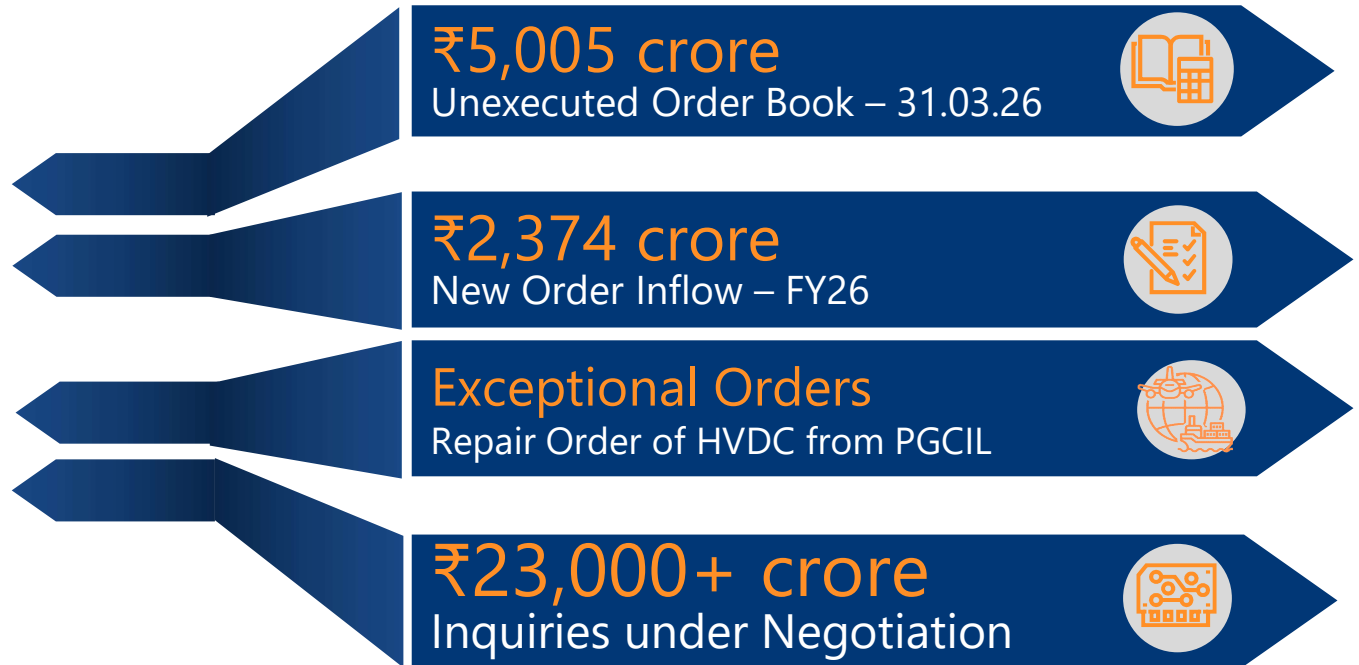 ₹5,005 crore
Unexecuted Order Book – 31.03.26
₹2,374 crore
New Order Inflow – FY26
Exceptional Orders
Repair Order of HVDC from PGCIL
₹23,000+ crore
Inquiries under Negotiation